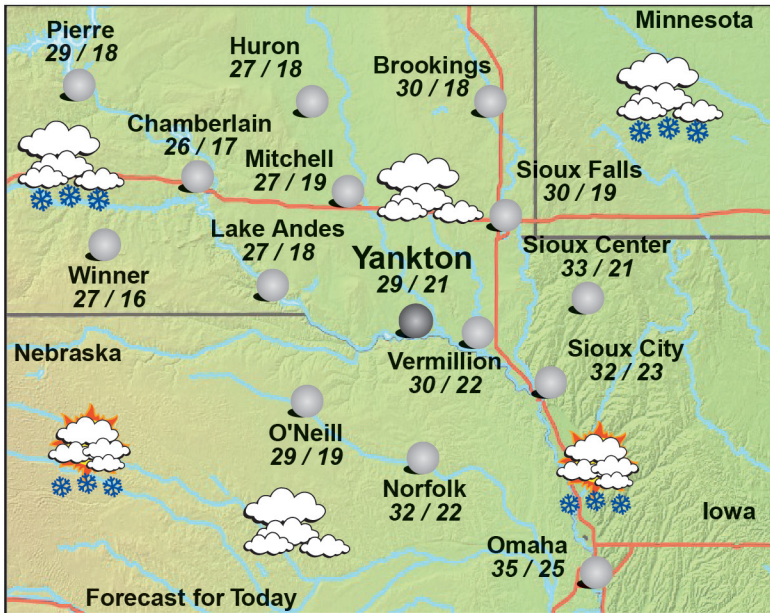 Minnesota
Pierre
29 / 18
Huron
27 / 18
Brookings
30 / 18
Chamberlain
26 / 17
Mitchell
27 / 19
Sioux Falls
30 / 19
Lake Andes
27 / 18
Yankton
29 / 21
Sioux Center
33 / 21
Winner
27 / 16
Nebraska
Vermillion
30 / 22
Sioux City
32 / 23
O'Neill
29 / 19
Norfolk
32 / 22
Iowa
Omaha
35 / 25
Forecast for Today